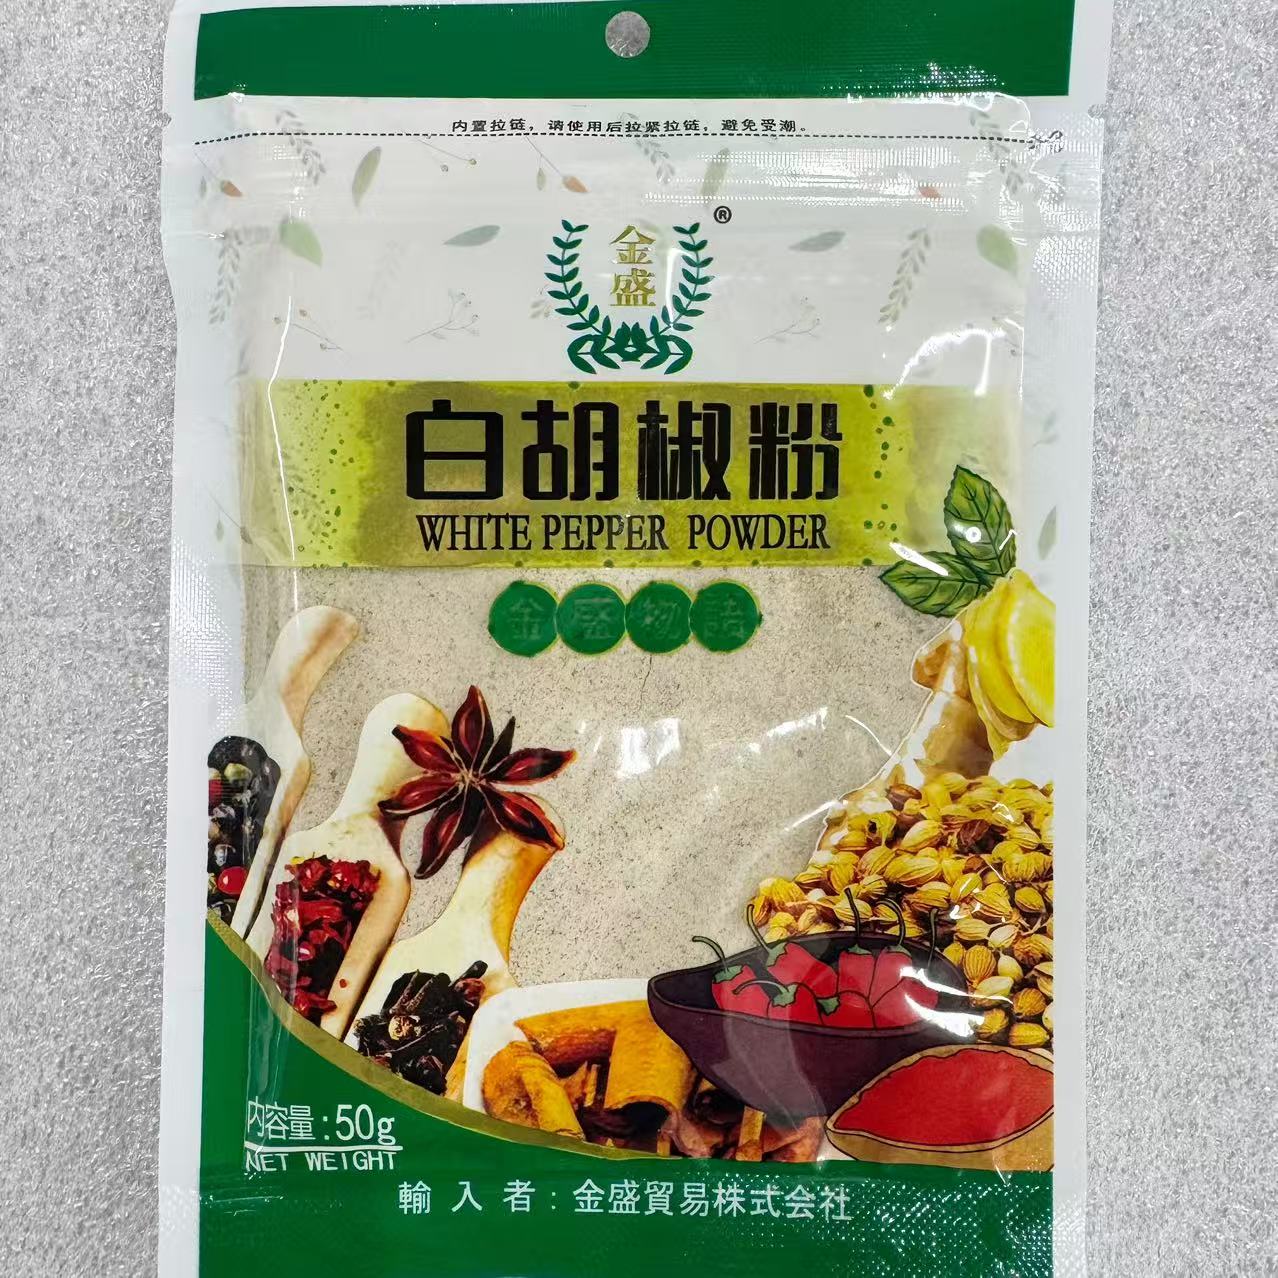 内置拉链，请使用后拉紧拉链，避免受潮。
®
金
盛
白胡椒粉
WHITE PEPPER POWDER
金盛物語
内容量:50g
NET WEIGHT
輸入者:金盛貿易株式会社